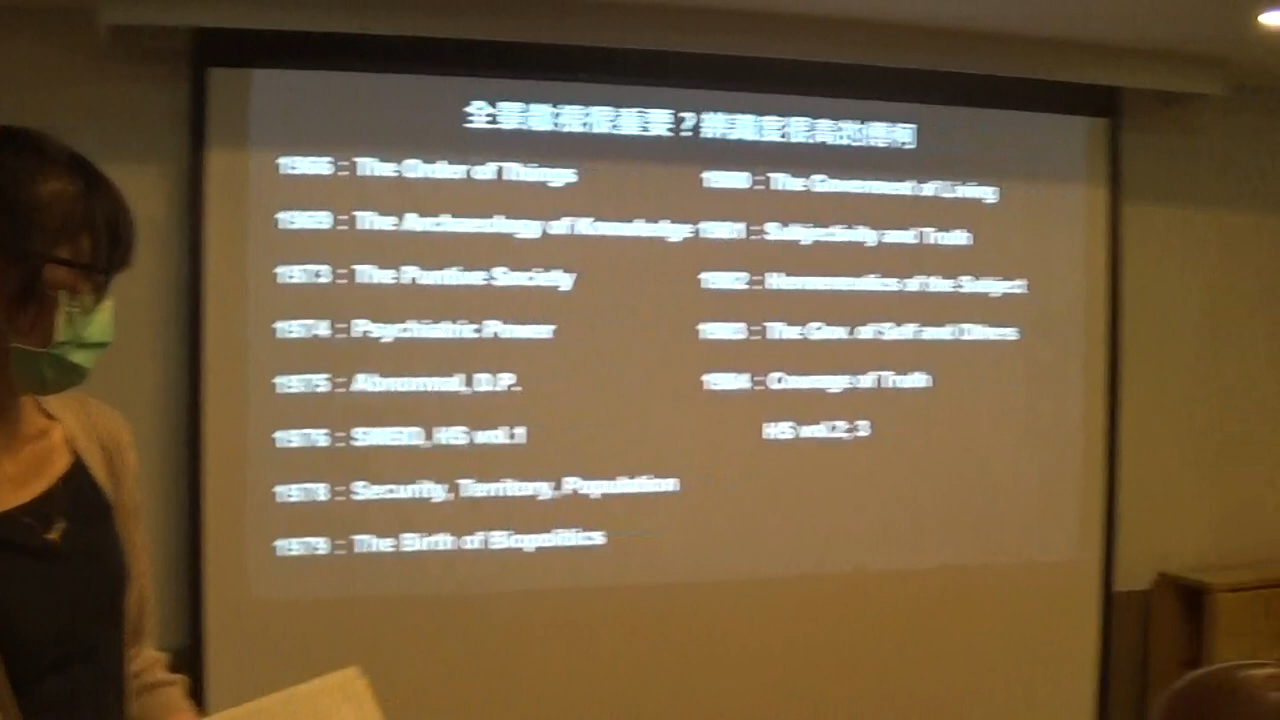 1966 : The Order of Things
1969 : The Archaeology of Knowledge
1973 : The Punitive Society
1974 : Psychiatric Power
1975 : Abnormal, D.P.
1976 : SMBD, HS vol.1
1978 : Security, Territory, Population
1979 : The Birth of Biopolitics
1980 : The Government of Living
1981 : Subjectivity and Truth
1982 : Hermeneutics of the Subject
1983 : The Gov. of Self and Others
1984 : Courage of Truth
HS vol.2; 3